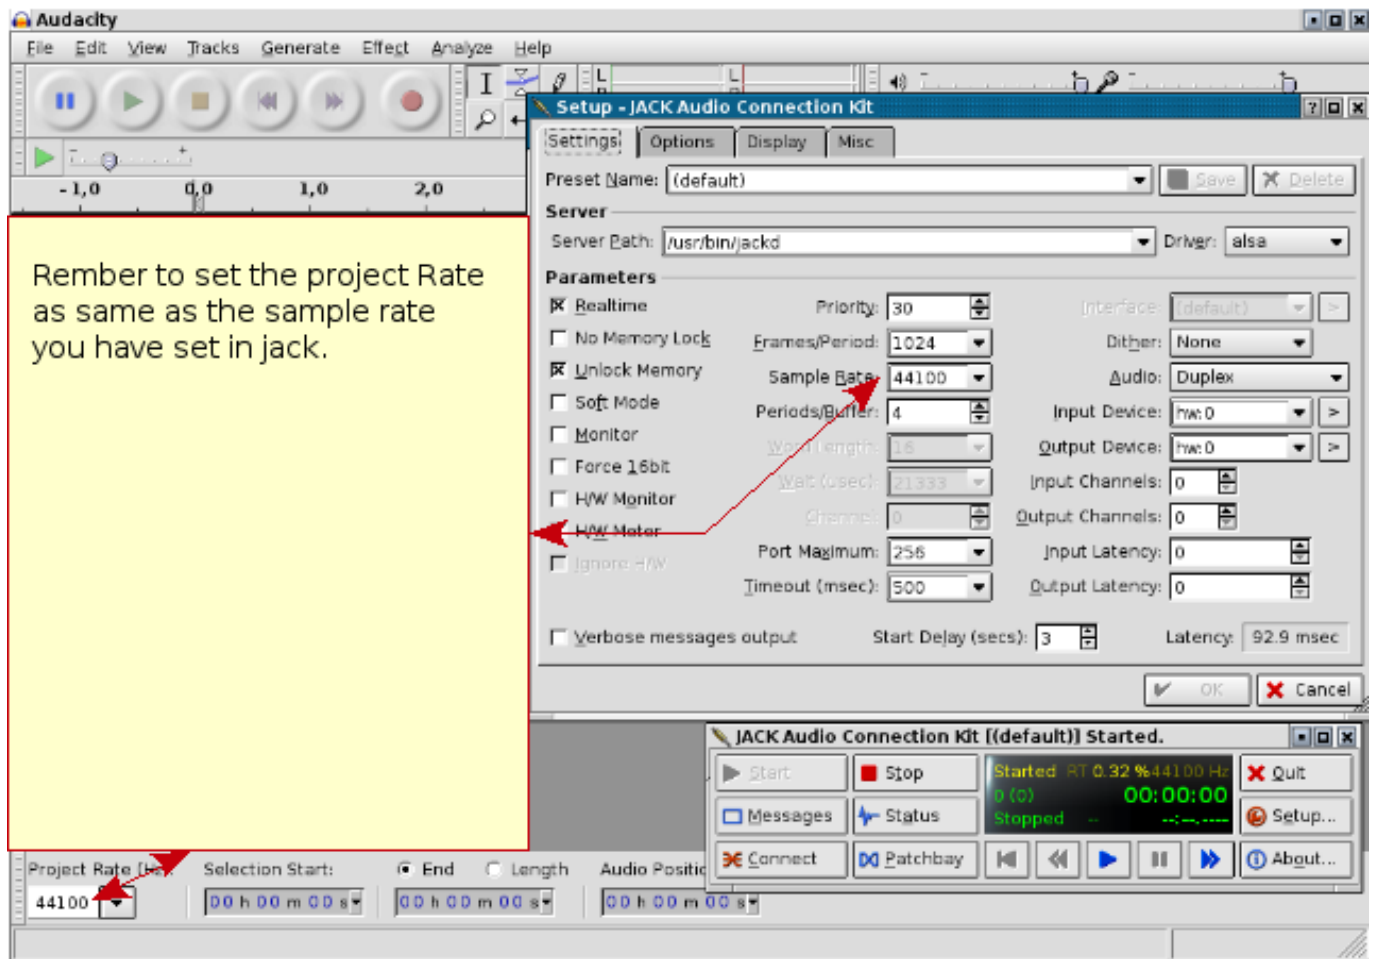 Audacity
File Edit View Tracks Generate Effect Analyze Help
L
L
-1,0 0,0 1,0 2,0
Rember to set the project Rate
as same as the sample rate
you have set in jack.
Setup - JACK Audio Connection Kit
Settings Options Display Misc
Preset Name: (default) Save Delete
Server
Server Path: /usr/bin/jackd Driver: alsa
Parameters
Realtime Priority: 30 Interface: (default) >
No Memory Lock Frames/Period: 1024 Dither: None
Unlock Memory Sample Rate: 44100 Audio: Duplex
Soft Mode Periods/Buffer: 4 Input Device: hw:0 >
Monitor Word Length: 16 Output Device: hw:0 >
Force 16bit Wait (usec): 21333 Input Channels: 0
H/W Monitor Channel: 0 Output Channels: 0
H/W Meter Port Maximum: 256 Input Latency: 0
Ignore H/W Timeout (msec): 500 Output Latency: 0
Verbose messages output Start Delay (secs): 3 Latency: 92.9 msec
OK Cancel
JACK Audio Connection Kit [(default)] Started.
Start Stop Started RT 0.32 % 44100 Hz Quit
0 (0) 00:00:00
Messages Status Stopped -- --:--.---- Setup...
Connect Patchbay About...
Project Rate (Hz) Selection Start: End Length Audio Positio
44100 00 h 00 m 00 s 00 h 00 m 00 s 00 h 00 m 00 s